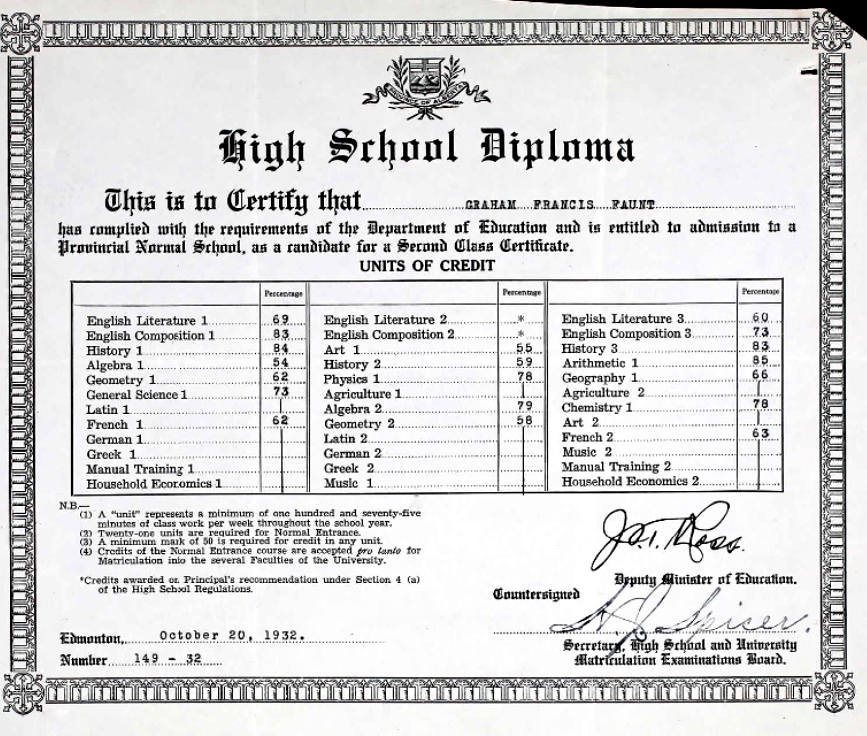 PROVINCE OF ALBERTA
High School Diploma
This is to Certify that GRAHAM FRANCIS FAUNT
has complied with the requirements of the Department of Education and is entitled to admission to a
Provincial Normal School, as a candidate for a Second Class Certificate.
UNITS OF CREDIT
Percentage Percentage Percentage
English Literature 1 69 English Literature 2 * English Literature 3 60
English Composition 1 83 English Composition 2 * English Composition 3 73
History 1 84 Art 1 55 History 3 83
Algebra 1 54 History 2 59 Arithmetic 1 85
Geometry 1 62 Physics 1 78 Geography 1 66
General Science 1 73 Agriculture 1 Agriculture 2
Latin 1 Algebra 2 79 Chemistry 1 78
French 1 62 Geometry 2 58 Art 2
German 1 Latin 2 French 2 63
Greek 1 German 2 Music 2
Manual Training 1 Greek 2 Manual Training 2
Household Economics 1 Music 1 Household Economics 2
N.B.—
(1) A "unit" represents a minimum of one hundred and seventy-five
minutes of class work per week throughout the school year.
(2) Twenty-one units are required for Normal Entrance.
(3) A minimum mark of 50 is required for credit in any unit.
(4) Credits of the Normal Entrance course are accepted pro tanto for
Matriculation into the several Faculties of the University.
*Credits awarded on Principal's recommendation under Section 4 (a)
of the High School Regulations.
J.T. Ross.
Deputy Minister of Education.
Countersigned
Spicer.
Secretary, High School and University
Matriculation Examinations Board.
Edmonton, October 20, 1932.
Number 149 - 32